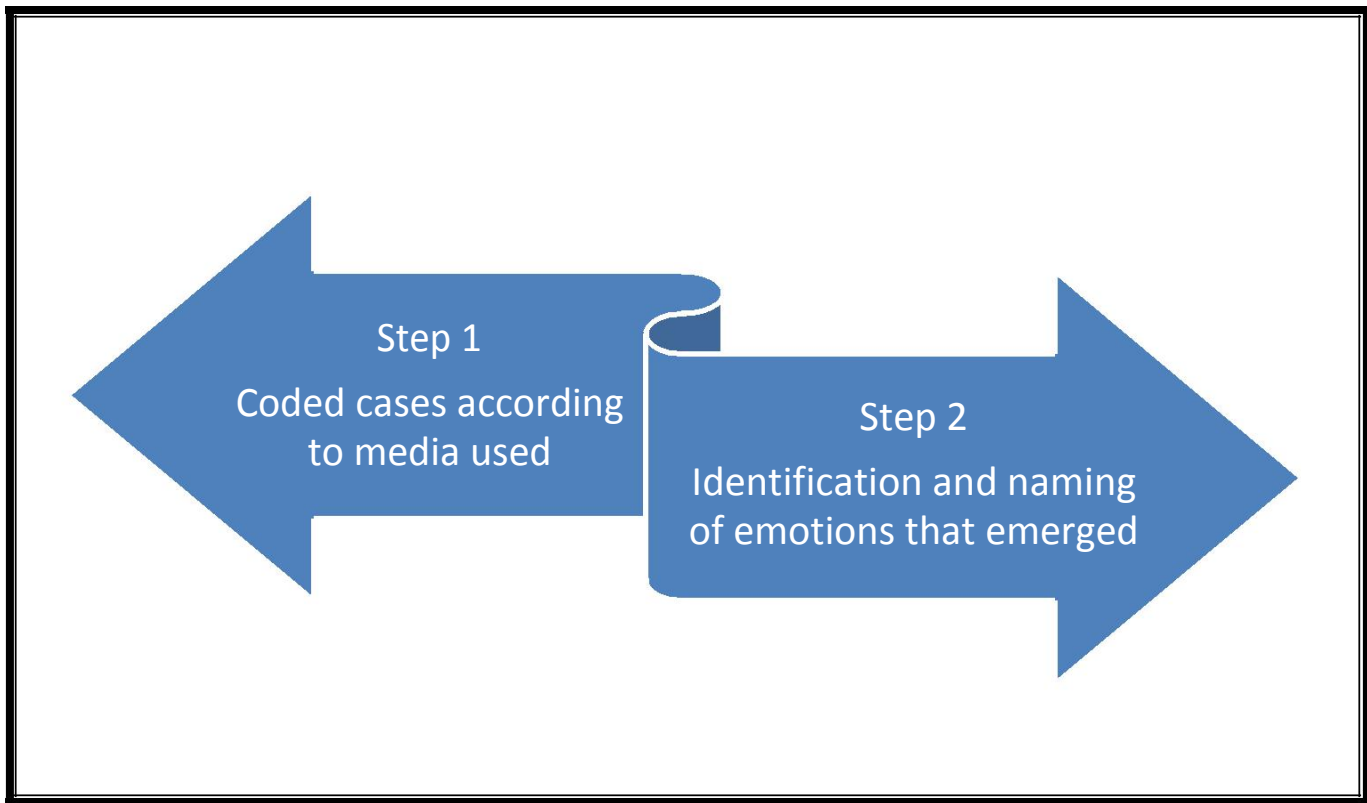 Step 1
Coded cases according
to media used
Step 2
Identification and naming
of emotions that emerged